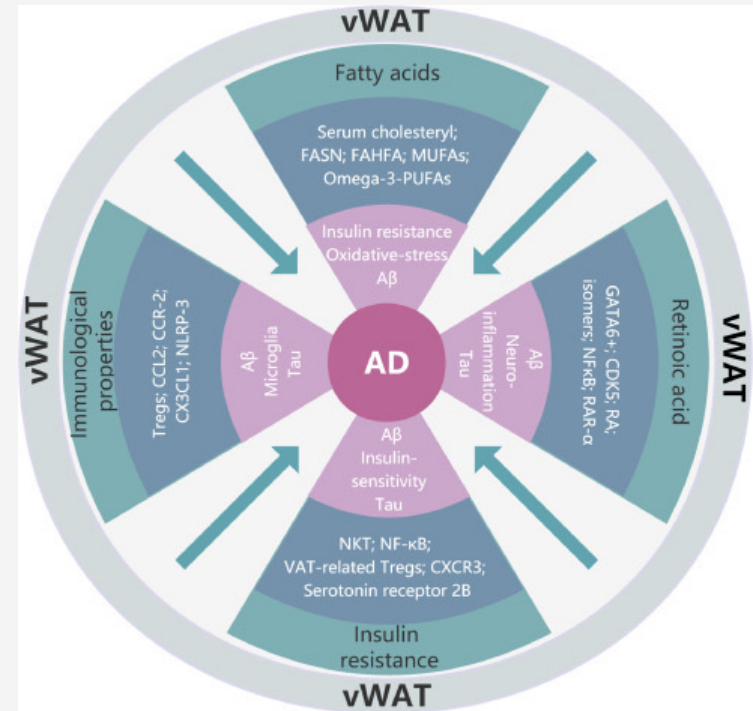 vWAT
Fatty acids
Serum cholesteryl;
FASN; FAHFA; MUFAs;
Omega-3-PUFAs
Insulin resistance
Oxidative-stress
Aβ
vWAT
Immunological
properties
Tregs; CCL2; CCR-2;
CX3CL1; NLRP-3
Aβ
Microglia
Tau
AD
Aβ
Neuro-
inflammation
Tau
GATA6+; CDK5; RA;
isomers; NFκB; RAR-α
Retinoic acid
vWAT
Aβ
Insulin-
sensitivity
Tau
NKT; NF-κB;
VAT-related Tregs; CXCR3;
Serotonin receptor 2B
Insulin
resistance
vWAT